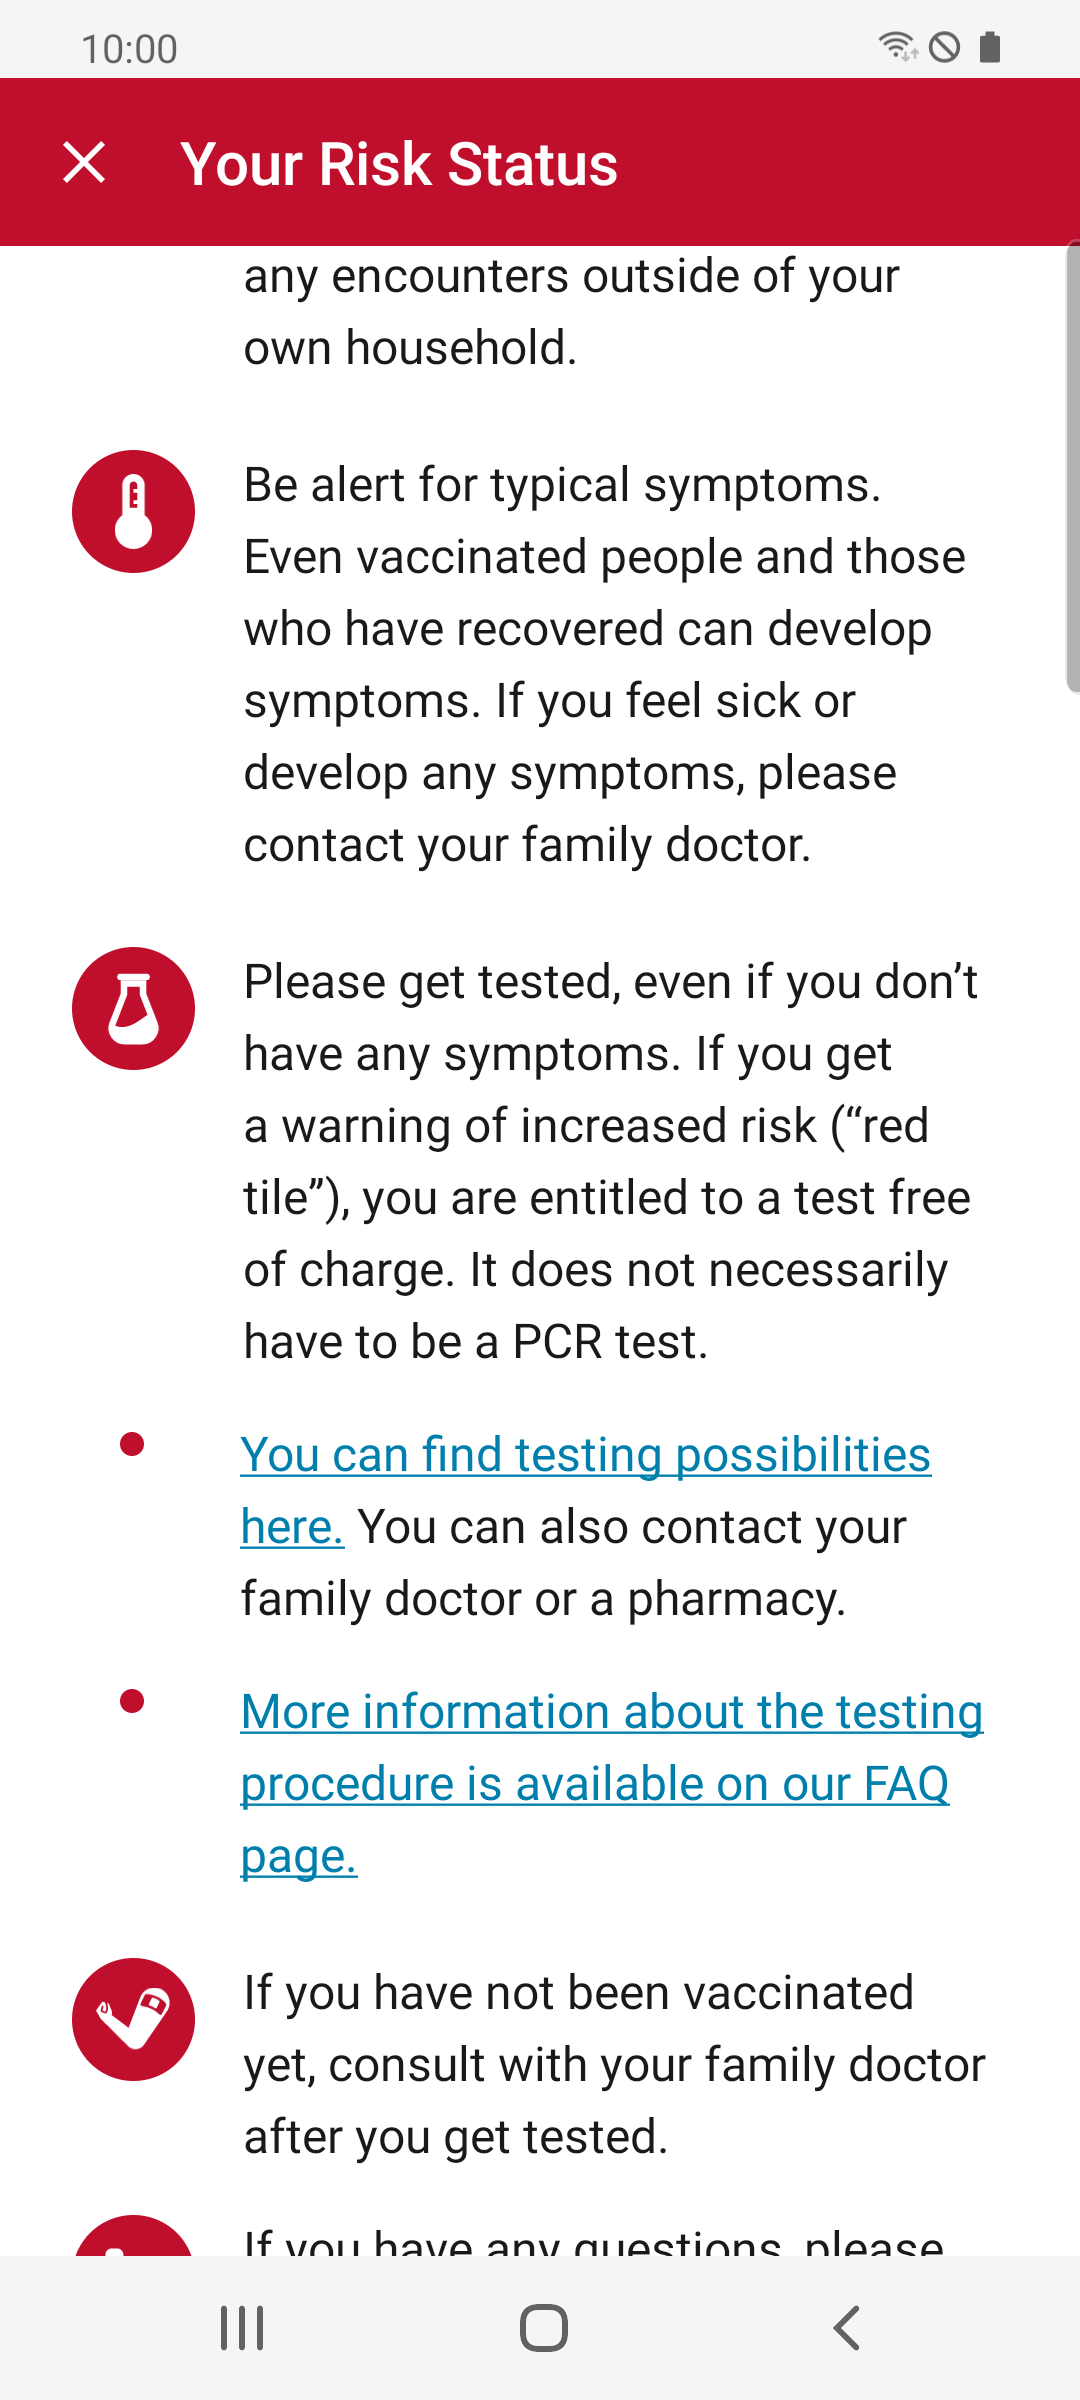 10:00
Your Risk Status
any encounters outside of your
own household.
Be alert for typical symptoms.
Even vaccinated people and those
who have recovered can develop
symptoms. If you feel sick or
develop any symptoms, please
contact your family doctor.
Please get tested, even if you don’t
have any symptoms. If you get
a warning of increased risk (“red
tile”), you are entitled to a test free
of charge. It does not necessarily
have to be a PCR test.
You can find testing possibilities
here. You can also contact your
family doctor or a pharmacy.
More information about the testing
procedure is available on our FAQ
page.
If you have not been vaccinated
yet, consult with your family doctor
after you get tested.
If you have any questions, please